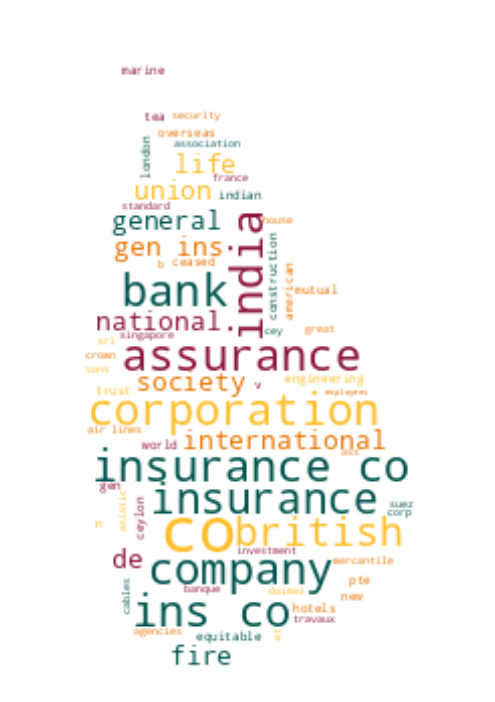 marine
tea security
overseas
london association
life
france
union indian
standard
general house
india
gen ins
construction
american
b ceased
bank mutual
national
cey great
singapore
sri
crown assurance
sons
society v engineering
trust employees
corporation
air lines
world international
ass
insurance co
gen
insurance
asiatic
ceylon
suez
corp
n
co british
investment
de mercantile
company
pte
banque daimei
cables new
ins co hotels
travaux
agencies equitable el
fire